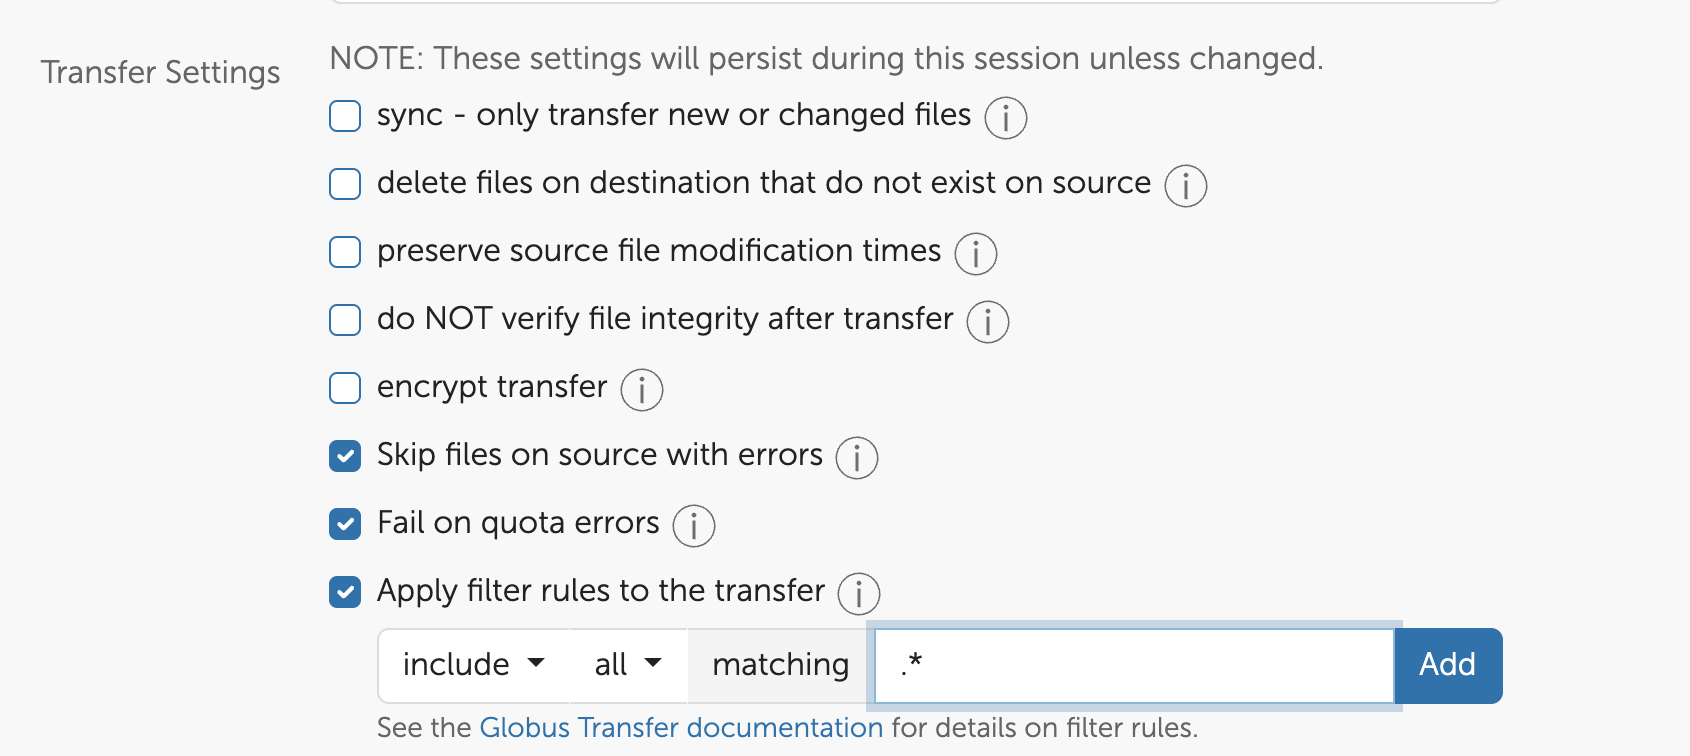 Transfer Settings
NOTE: These settings will persist during this session unless changed.
sync - only transfer new or changed files
delete files on destination that do not exist on source
preserve source file modification times
do NOT verify file integrity after transfer
encrypt transfer
Skip files on source with errors
Fail on quota errors
Apply filter rules to the transfer
include all matching .* Add
See the Globus Transfer documentation for details on filter rules.